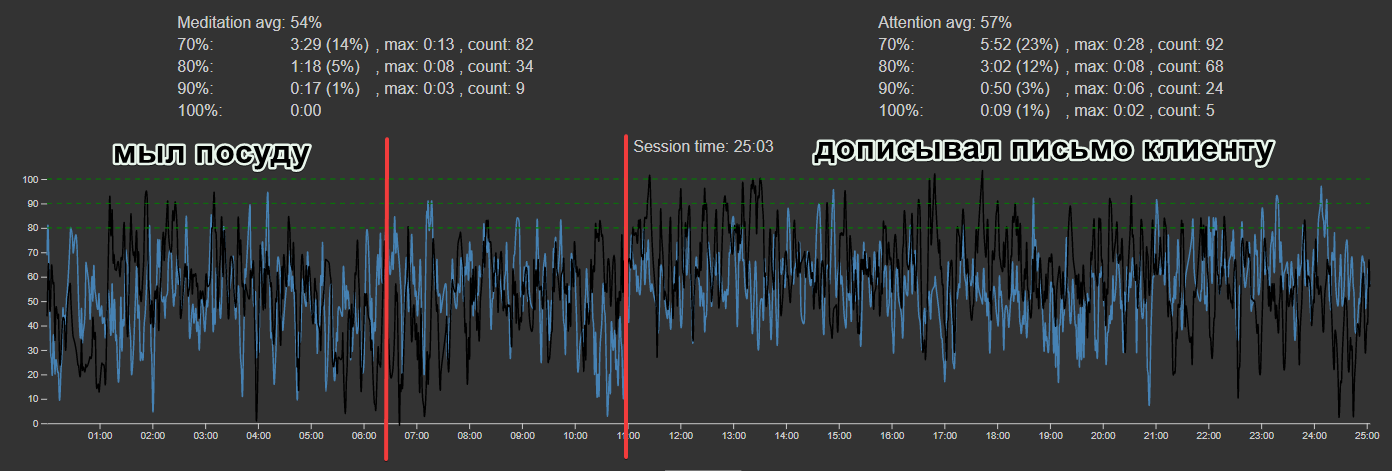 Meditation avg: 54%
70%: 3:29 (14%) , max: 0:13 , count: 82
80%: 1:18 (5%) , max: 0:08 , count: 34
90%: 0:17 (1%) , max: 0:03 , count: 9
100%: 0:00
Attention avg: 57%
70%: 5:52 (23%) , max: 0:28 , count: 92
80%: 3:02 (12%) , max: 0:08 , count: 68
90%: 0:50 (3%) , max: 0:06 , count: 24
100%: 0:09 (1%) , max: 0:02 , count: 5
мыл посуду
Session time: 25:03
дописывал письмо клиенту
100
90
80
70
60
50
40
30
20
10
0
01:00 02:00 03:00 04:00 05:00 06:00 07:00 08:00 09:00 10:00 11:00 12:00 13:00 14:00 15:00 16:00 17:00 18:00 19:00 20:00 21:00 22:00 23:00 24:00 25:00